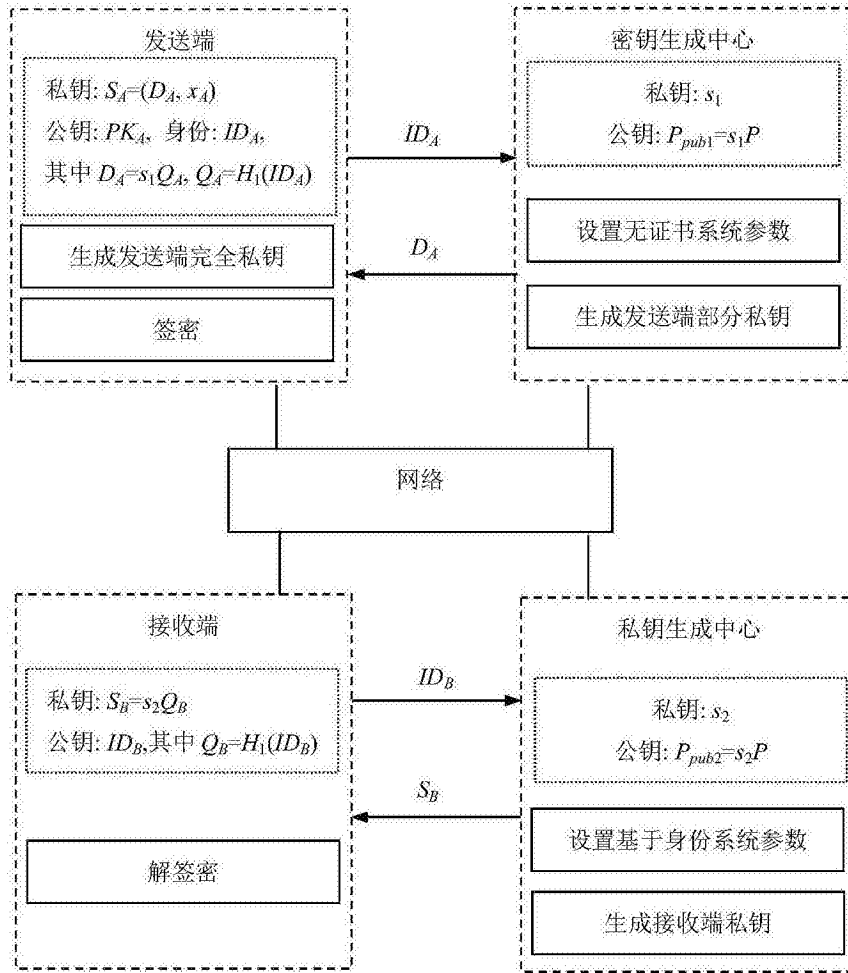 发送端
私钥: S_A=(D_A, x_A)
公钥: PK_A, 身份: ID_A,
其中 D_A=s_1Q_A, Q_A=H_1(ID_A)
生成发送端完全私钥
签密
ID_A
D_A
密钥生成中心
私钥: s_1
公钥: P_pub1=s_1P
设置无证书系统参数
生成发送端部分私钥
网络
接收端
私钥: S_B=s_2Q_B
公钥: ID_B,其中 Q_B=H_1(ID_B)
解签密
ID_B
S_B
私钥生成中心
私钥: s_2
公钥: P_pub2=s_2P
设置基于身份系统参数
生成接收端私钥